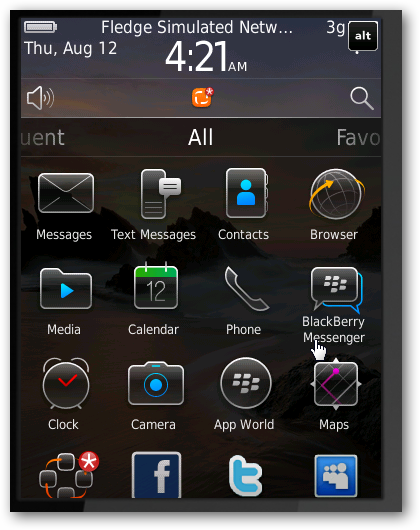 Fledge Simulated Netw...
3g
alt
Thu, Aug 12
4:21AM
uent
All
Favo
Messages
Text Messages
Contacts
Browser
12
Media
Calendar
Phone
BlackBerry
Messenger
Clock
Camera
App World
Maps
f
t